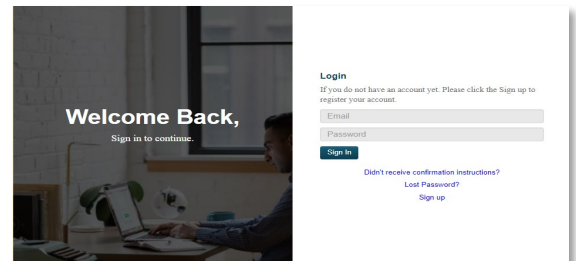 Welcome Back,
Sign in to continue.
Login
If you do not have an account yet. Please click the Sign up to
register your account.
Email
Password
Sign In
Didn't receive confirmation instructions?
Lost Password?
Sign up